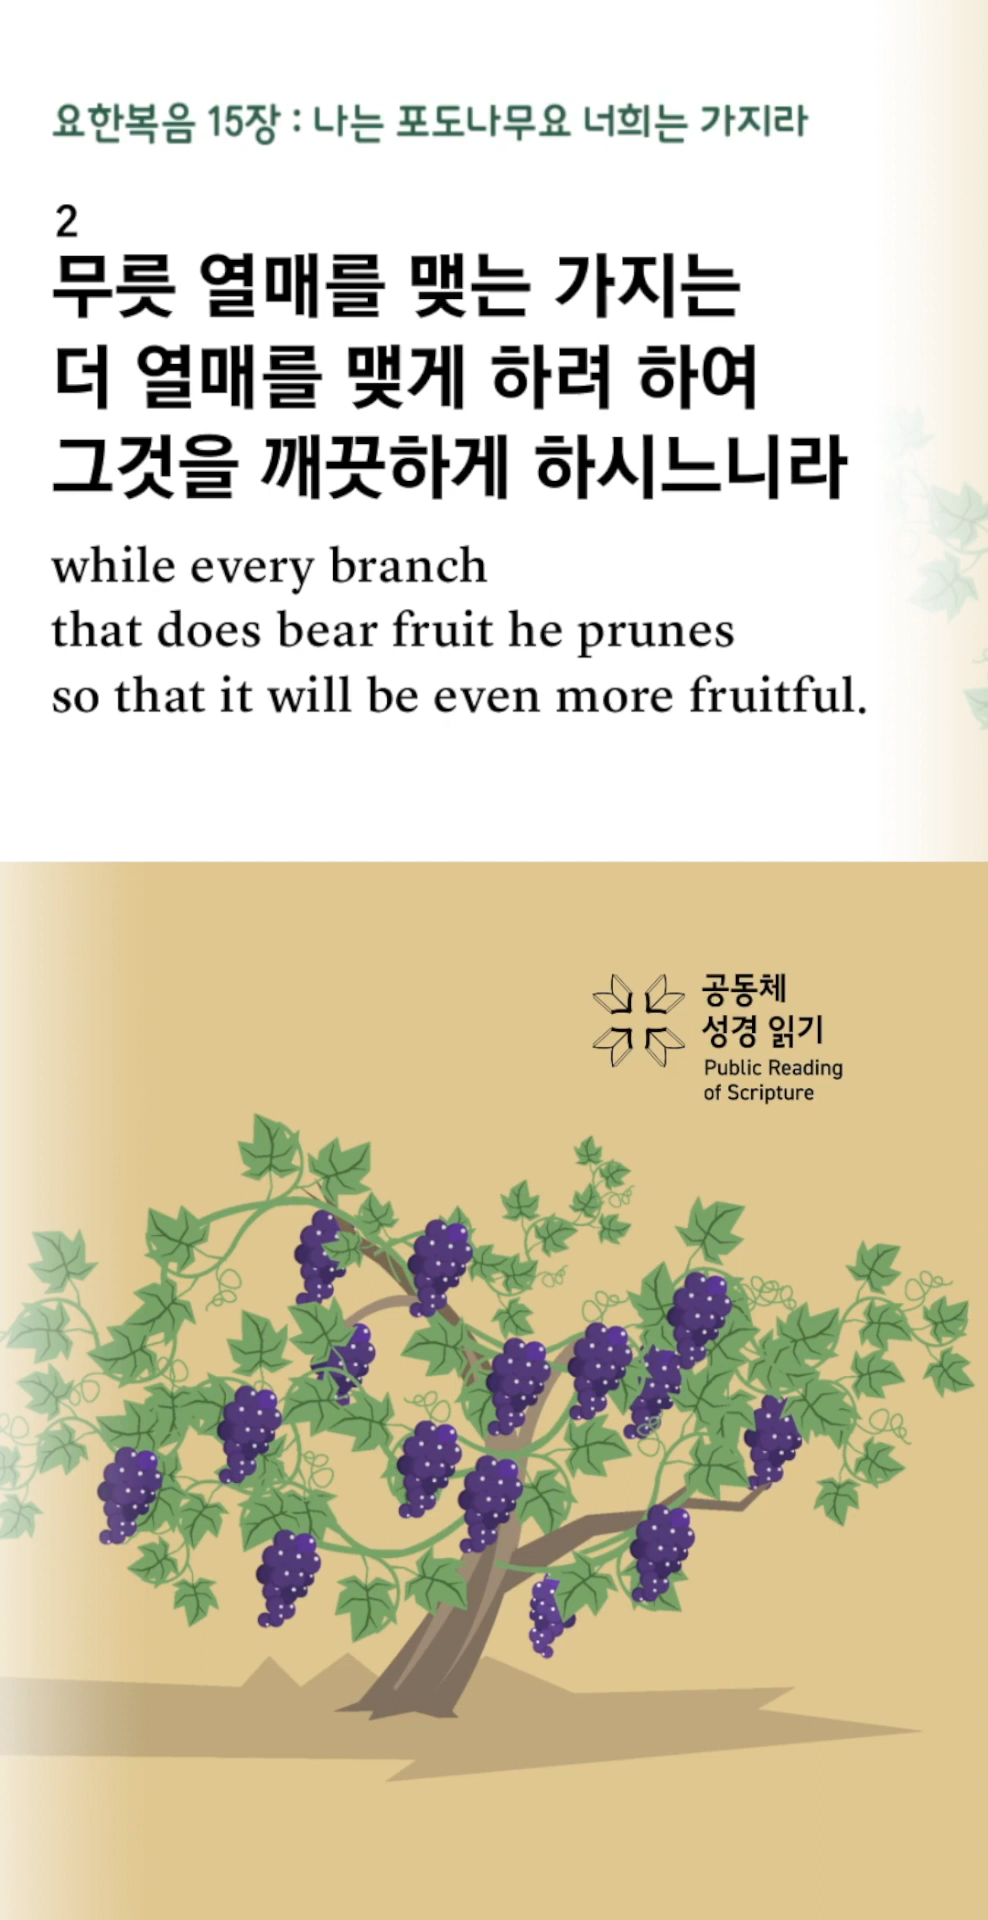 요한복음 15장 : 나는 포도나무요 너희는 가지라
2
무릇 열매를 맺는 가지는
더 열매를 맺게 하려 하여
그것을 깨끗하게 하시느니라
while every branch
that does bear fruit he prunes
so that it will be even more fruitful.
공동체
성경 읽기
Public Reading
of Scripture